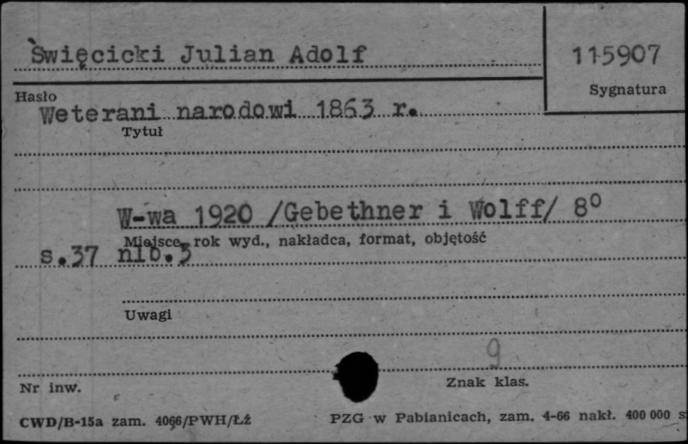 Święcicki Julian Adolf
115907
Hasło
Sygnatura
Weterani narodowi 1863 r.
Tytuł
W-wa 1920 /Gebethner i Wolff/ 8°
Miejsce, rok wyd., nakładca, format, objętość
s.37 nlb.3
Uwagi
9
Nr inw.
Znak klas.
CWD/B-15a zam. 4066/PWH/Łż
PZG w Pabianicach, zam. 4-66 nakł. 400 000